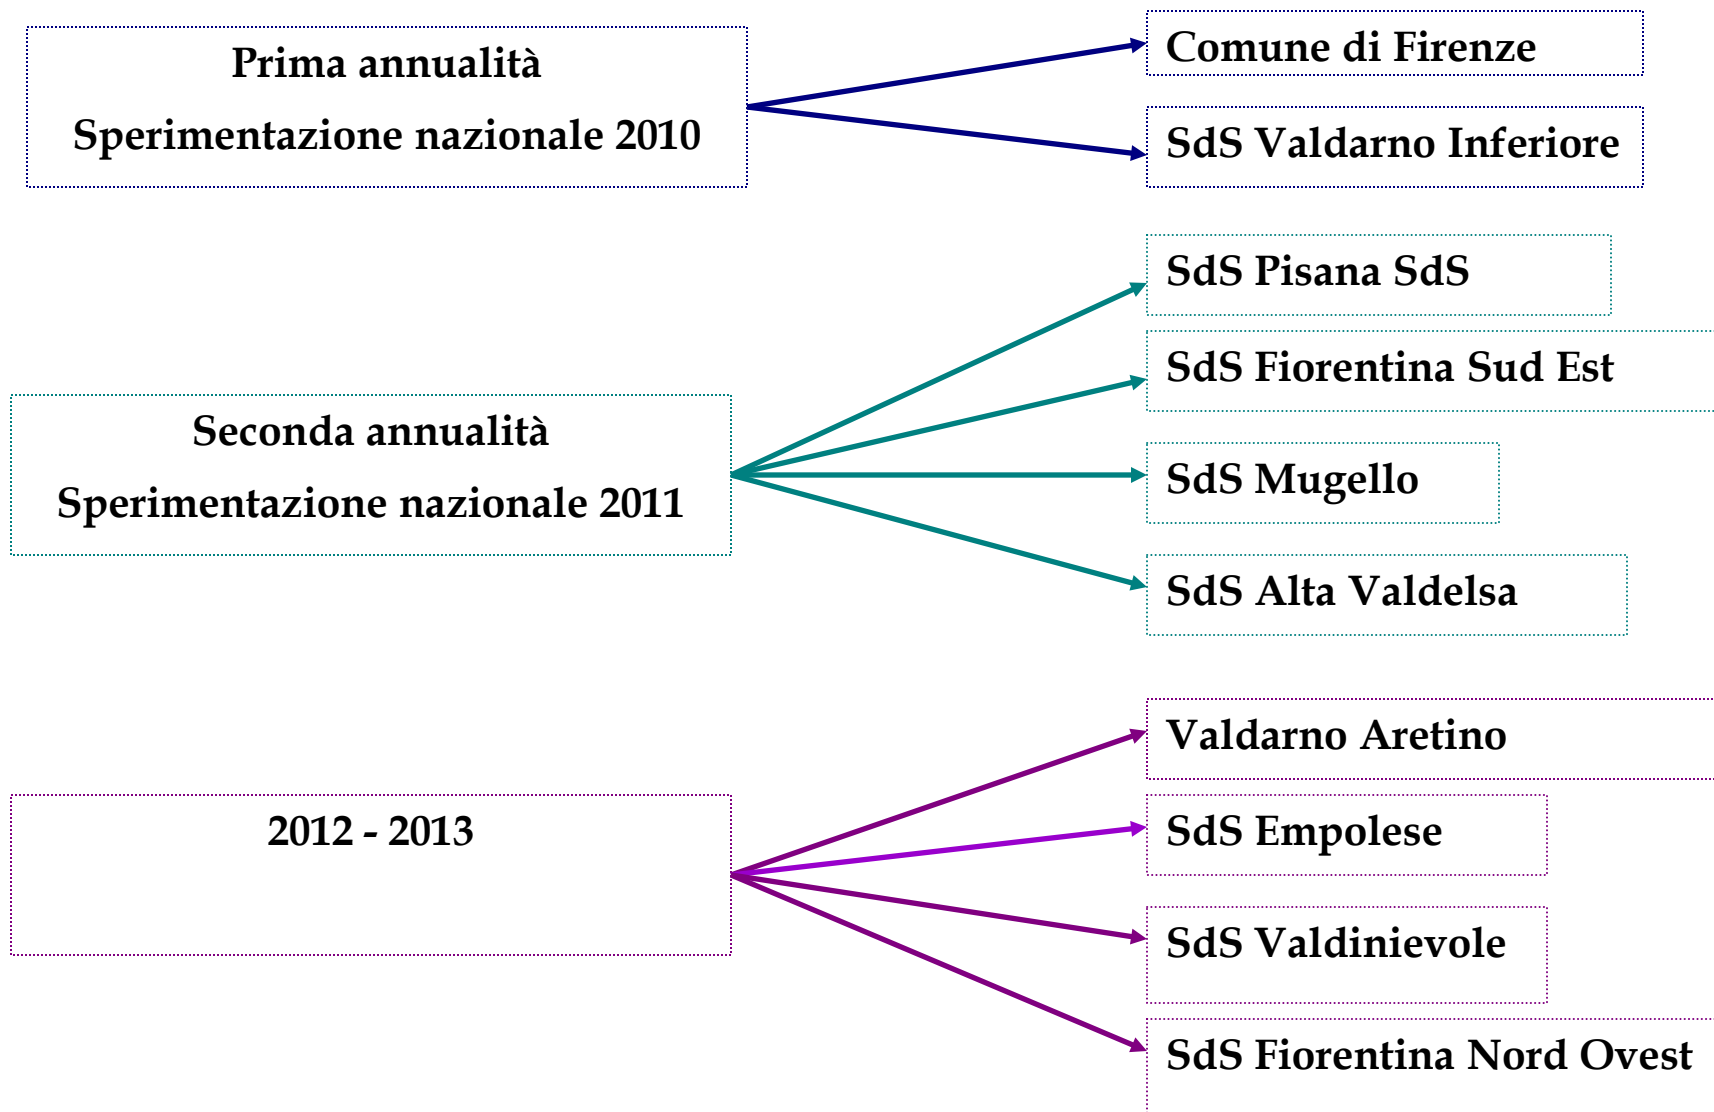 Prima annualità
Sperimentazione nazionale 2010
Comune di Firenze
SdS Valdarno Inferiore
Seconda annualità
Sperimentazione nazionale 2011
SdS Pisana SdS
SdS Fiorentina Sud Est
SdS Mugello
SdS Alta Valdelsa
2012 - 2013
Valdarno Aretino
SdS Empolese
SdS Valdinievole
SdS Fiorentina Nord Ovest